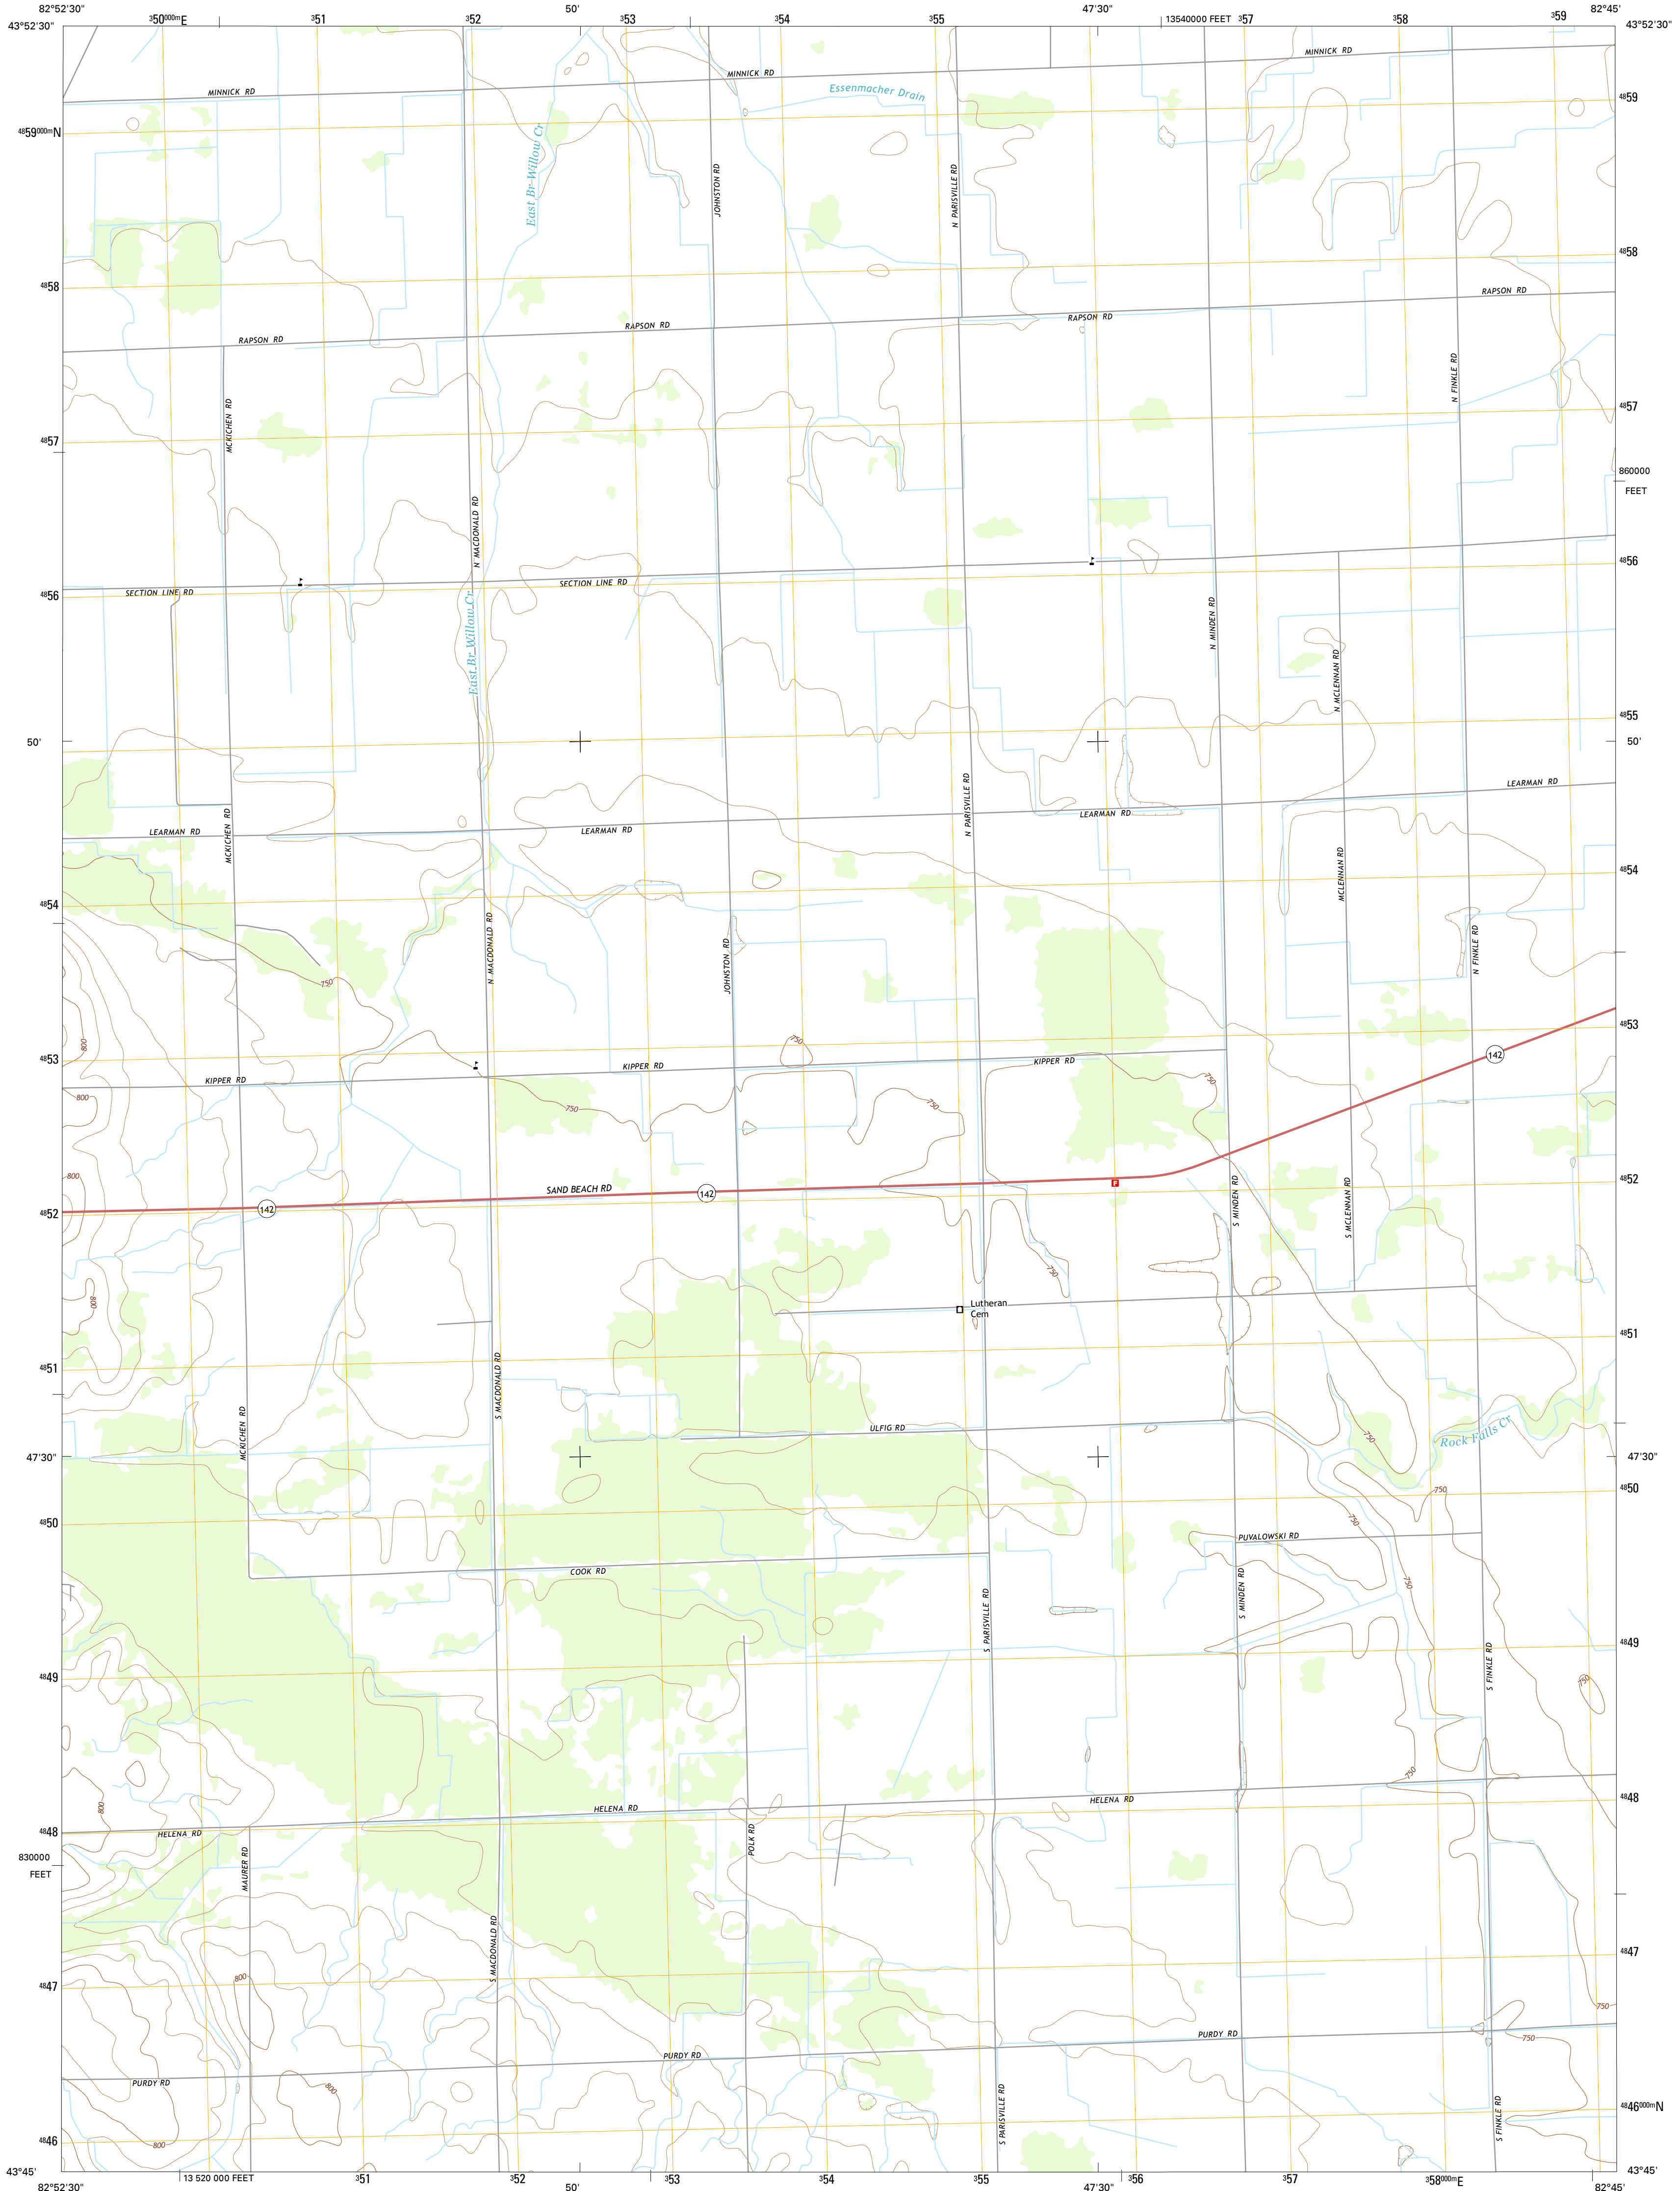 82°52'30"
³50⁰⁰⁰ᵐE
³51
³52
50'
³53
³54
³55
47'30"
13540000 FEET
³57
³58
³59
82°45'
43°52'30"
43°52'30"
MINNICK RD
MINNICK RD
MINNICK RD
Essenmacher Drain
⁴⁸59
⁴⁸59⁰⁰⁰ᵐN
East Br Willow Cr
JOHNSTON RD
N PARISVILLE RD
⁴⁸58
⁴⁸58
RAPSON RD
RAPSON RD
RAPSON RD
RAPSON RD
N FINKLE RD
MCKICHEN RD
⁴⁸57
⁴⁸57
860000
FEET
N MACDONALD RD
⁴⁸56
⁴⁸56
SECTION LINE RD
SECTION LINE RD
East Br Willow Cr
N MINDEN RD
N MCLENNAN RD
⁴⁸55
50'
50'
LEARMAN RD
LEARMAN RD
LEARMAN RD
LEARMAN RD
MCKICHEN RD
N PARISVILLE RD
MCLENNAN RD
⁴⁸54
⁴⁸54
N MACDONALD RD
JOHNSTON RD
N FINKLE RD
750
⁴⁸53
⁴⁸53
800
750
142
KIPPER RD
KIPPER RD
KIPPER RD
800
750
750
750
800
SAND BEACH RD
142
142
F
S MINDEN RD
S MCLENNAN RD
⁴⁸52
⁴⁸52
750
800
Lutheran
Cem
⁴⁸51
⁴⁸51
S MACDONALD RD
MCKICHEN RD
ULFIG RD
750
Rock Falls Cr
47'30"
47'30"
⁴⁸50
⁴⁸50
750
750
PUVALOWSKI RD
COOK RD
750
S MINDEN RD
S PARISVILLE RD
⁴⁸49
⁴⁸49
S FINKLE RD
750
750
800
⁴⁸48
⁴⁸48
HELENA RD
HELENA RD
HELENA RD
830000
FEET
MAURER RD
POLK RD
S MACDONALD RD
⁴⁸47
⁴⁸47
800
750
750
PURDY RD
PURDY RD
PURDY RD
800
800
S PARISVILLE RD
S FINKLE RD
⁴⁸46⁰⁰⁰ᵐN
⁴⁸46
43°45'
43°45'
13 520 000 FEET
³51
³52
³53
³54
³55
³56
³57
³58⁰⁰⁰ᵐE
82°52'30"
50'
47'30"
82°45'